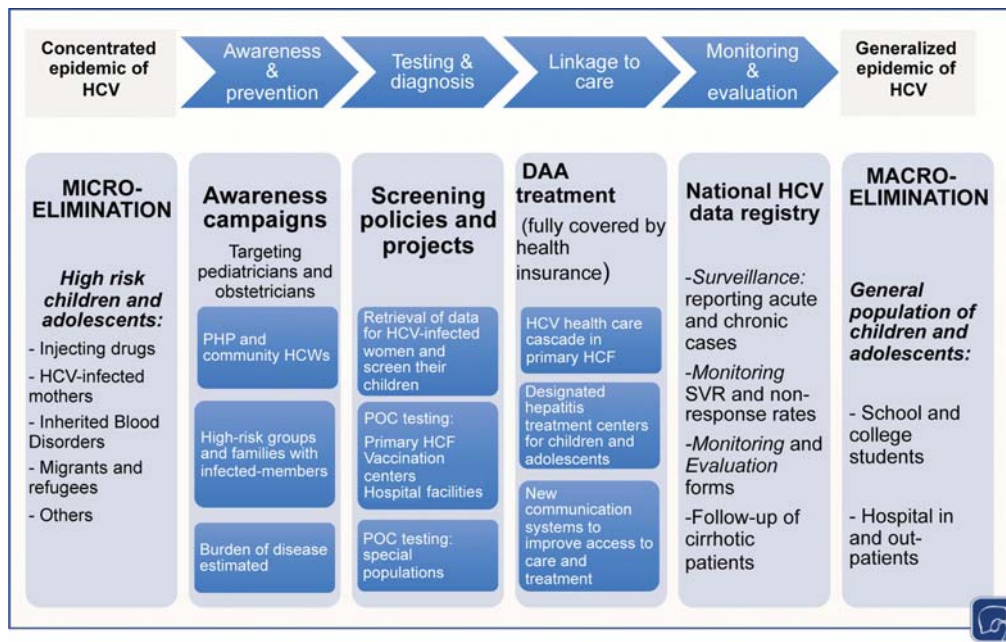 Concentrated
epidemic of
HCV
Awareness
&
prevention
Testing &
diagnosis
Linkage to
care
Monitoring
&
evaluation
Generalized
epidemic of
HCV
MICRO-
ELIMINATION
High risk
children and
adolescents:
- Injecting drugs
- HCV-infected
mothers
- Inherited Blood
Disorders
- Migrants and
refugees
- Others
Awareness
campaigns
Targeting
pediatricians and
obstetricians
PHP and
community HCWs
High-risk groups
and families with
infected-members
Burden of disease
estimated
Screening
policies and
projects
Retrieval of data
for HCV-infected
women and
screen their
children
POC testing:
Primary HCF
Vaccination
centers
Hospital facilities
POC testing:
special
populations
DAA
treatment
(fully covered by
health
insurance)
HCV health care
cascade in
primary HCF
Designated
hepatitis
treatment centers
for children and
adolescents
New
communication
systems to
improve access to
care and
treatment
National HCV
data registry
-Surveillance:
reporting acute
and chronic
cases
-Monitoring
SVR and non-
response rates
-Monitoring and
Evaluation
forms
-Follow-up of
cirrhotic
patients
MACRO-
ELIMINATION
General
population of
children and
adolescents:
- School and
college
students
- Hospital in
and out-
patients